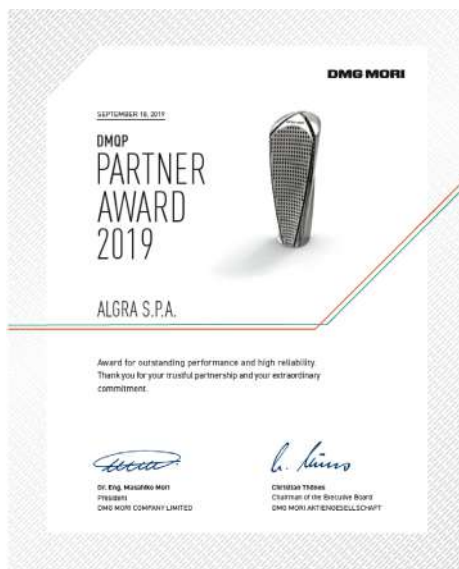 DMG MORI
SEPTEMBER 18, 2019
DMQP
PARTNER
AWARD
2019
ALGRA S.P.A.
Award for outstanding performance and high reliability.
Thank you for your trustful partnership and your extraordinary
commitment.
Dr. Eng. Masahiko Mori
President
DMG MORI COMPANY LIMITED
Christian Thönes
Chairman of the Executive Board
DMG MORI AKTIENGESELLSCHAFT